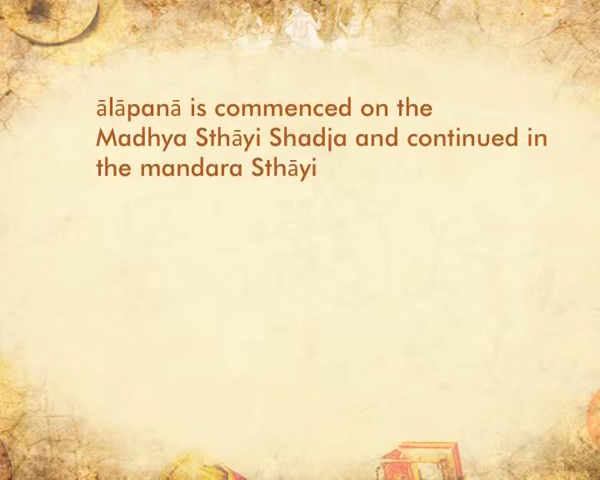 ālāpanā is commenced on the
Madhya Sthāyi Shadja and continued in
the mandara Sthāyi